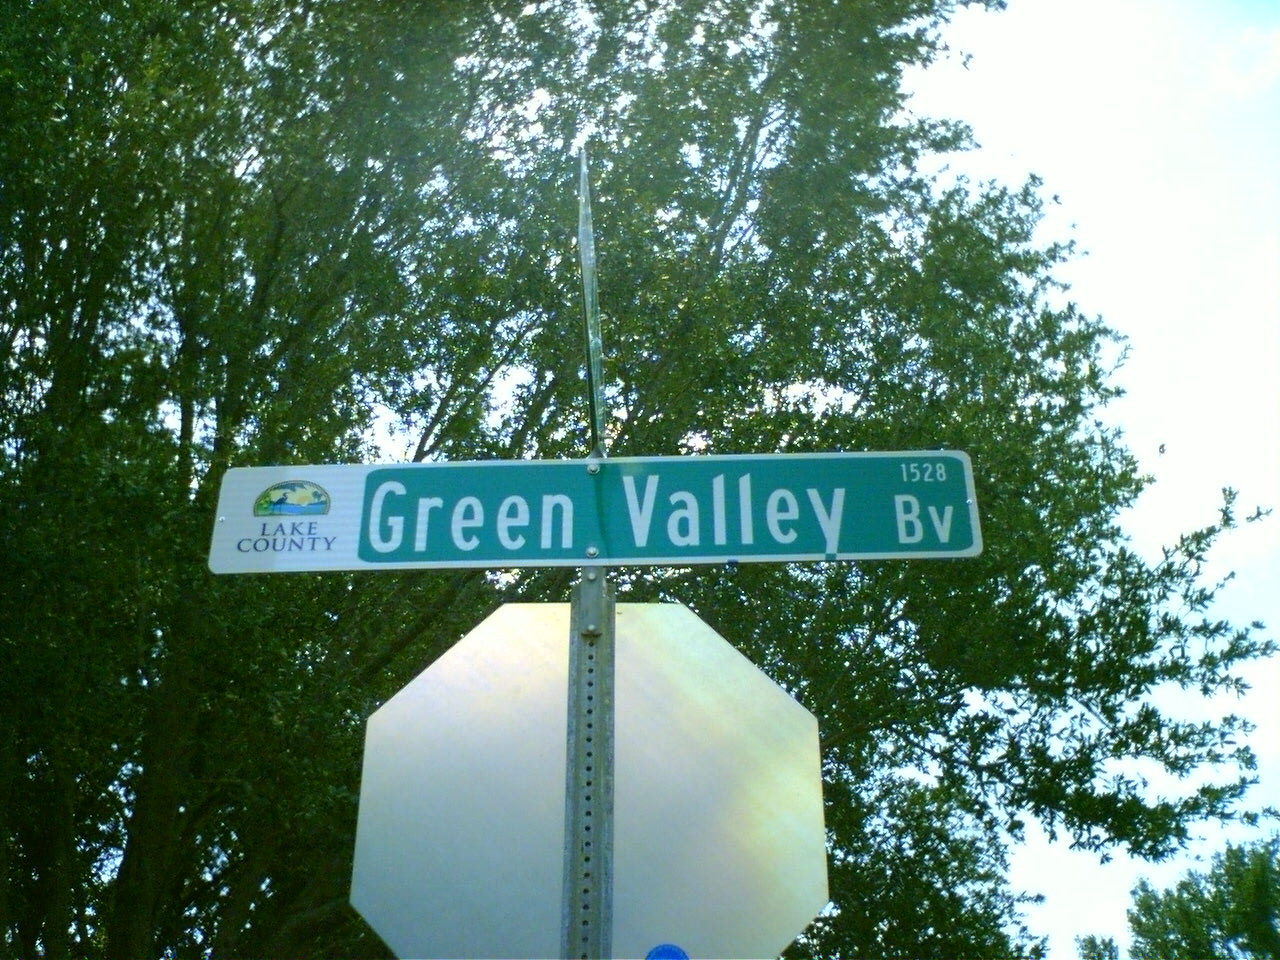 LAKE
COUNTY
Green Valley Bv
1528